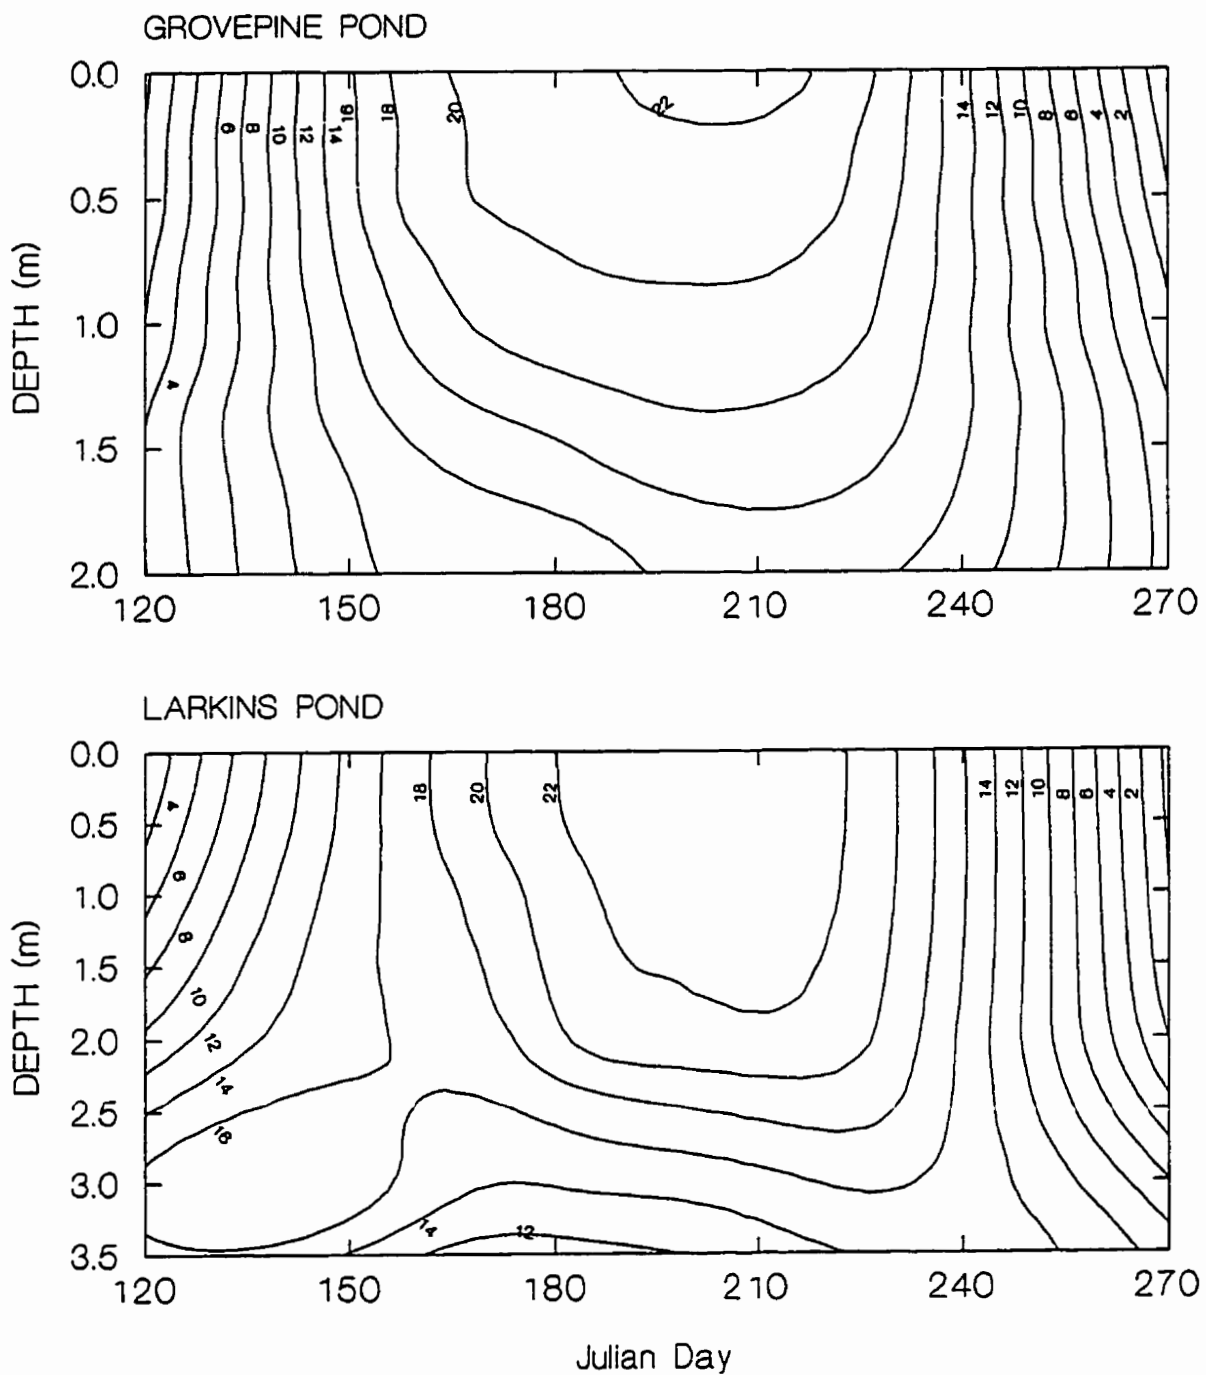 GROVEPINE POND
0.0
0.5
1.0
1.5
2.0
DEPTH (m)
6 8 10 12 14 16 18 20 22 14 12 10 8 6 4 2
4
120 150 180 210 240 270
LARKINS POND
0.0
0.5
1.0
1.5
2.0
2.5
3.0
3.5
DEPTH (m)
4 18 20 22 14 12 10 8 6 4 2
6
8
10
12
14
16
14 12
120 150 180 210 240 270
Julian Day